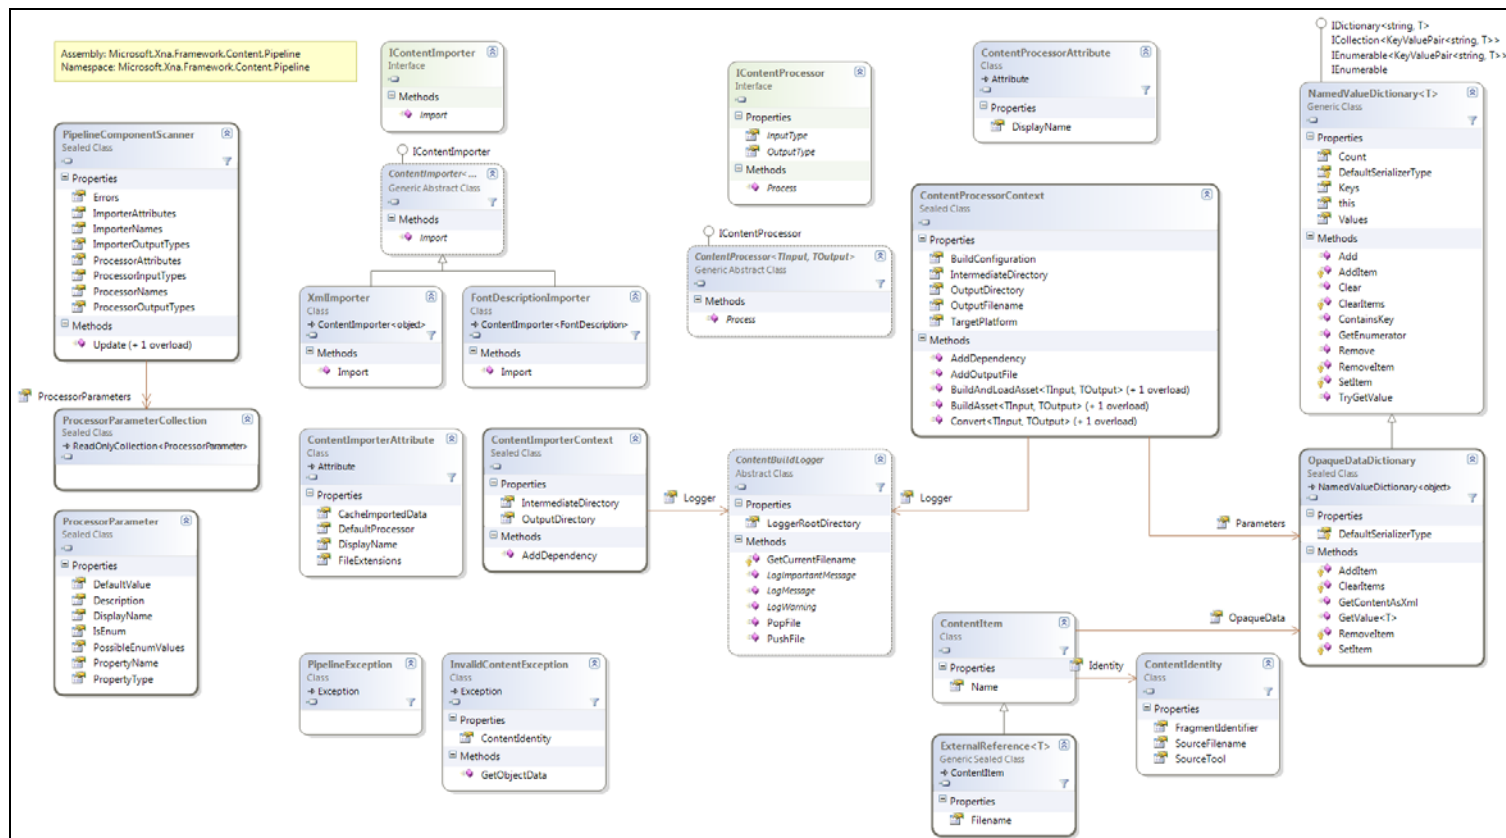 Assembly: Microsoft.Xna.Framework.Content.Pipeline
Namespace: Microsoft.Xna.Framework.Content.Pipeline
PipelineComponentScanner
Sealed Class
Properties
Errors
ImporterAttributes
ImporterNames
ImporterOutputTypes
ProcessorAttributes
ProcessorInputTypes
ProcessorNames
ProcessorOutputTypes
Methods
Update (+ 1 overload)
ProcessorParameters
ProcessorParameterCollection
Sealed Class
ReadOnlyCollection<ProcessorParameter>
ProcessorParameter
Sealed Class
Properties
DefaultValue
Description
DisplayName
IsEnum
PossibleEnumValues
PropertyName
PropertyType
IContentImporter
Interface
Methods
Import
IContentImporter
ContentImporter<...
Generic Abstract Class
Methods
Import
XmlImporter
Class
ContentImporter<object>
Methods
Import
FontDescriptionImporter
Class
ContentImporter<FontDescription>
Methods
Import
ContentImporterAttribute
Class
Attribute
Properties
CacheImportedData
DefaultProcessor
DisplayName
FileExtensions
ContentImporterContext
Sealed Class
Properties
IntermediateDirectory
OutputDirectory
Methods
AddDependency
Logger
PipelineException
Class
Exception
InvalidContentException
Class
Exception
Properties
ContentIdentity
Methods
GetObjectData
IContentProcessor
Interface
Properties
InputType
OutputType
Methods
Process
IContentProcessor
ContentProcessor<TInput, TOutput>
Generic Abstract Class
Methods
Process
ContentBuildLogger
Abstract Class
Properties
LoggerRootDirectory
Methods
GetCurrentFilename
LogImportantMessage
LogMessage
LogWarning
PopFile
PushFile
ContentProcessorAttribute
Class
Attribute
Properties
DisplayName
ContentProcessorContext
Sealed Class
Properties
BuildConfiguration
IntermediateDirectory
OutputDirectory
OutputFilename
TargetPlatform
Methods
AddDependency
AddOutputFile
BuildAndLoadAsset<TInput, TOutput> (+ 1 overload)
BuildAsset<TInput, TOutput> (+ 1 overload)
Convert<TInput, TOutput> (+ 1 overload)
Logger
Parameters
ContentItem
Class
Properties
Name
OpaqueData
Identity
ContentIdentity
Class
Properties
FragmentIdentifier
SourceFilename
SourceTool
ExternalReference<T>
Generic Sealed Class
ContentItem
Properties
Filename
IDictionary<string, T>
ICollection<KeyValuePair<string, T>>
IEnumerable<KeyValuePair<string, T>>
IEnumerable
NamedValueDictionary<T>
Generic Class
Properties
Count
DefaultSerializerType
Keys
this
Values
Methods
Add
AddItem
Clear
ClearItems
ContainsKey
GetEnumerator
Remove
RemoveItem
SetItem
TryGetValue
OpaqueDataDictionary
Sealed Class
NamedValueDictionary<object>
Properties
DefaultSerializerType
Methods
AddItem
ClearItems
GetContentAsXml
GetValue<T>
RemoveItem
SetItem